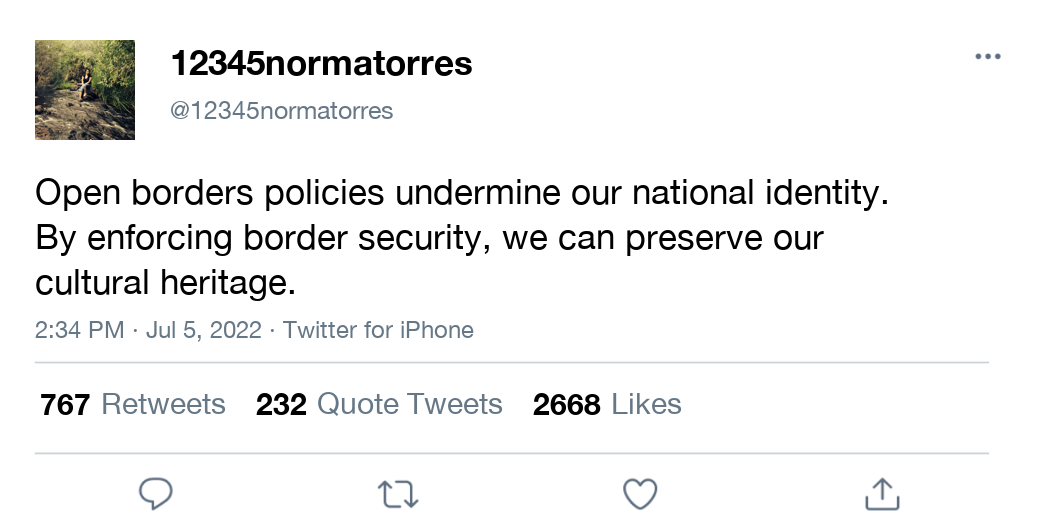 12345normatorres
@12345normatorres
Open borders policies undermine our national identity.
By enforcing border security, we can preserve our
cultural heritage.
2:34 PM · Jul 5, 2022 · Twitter for iPhone
767 Retweets 232 Quote Tweets 2668 Likes